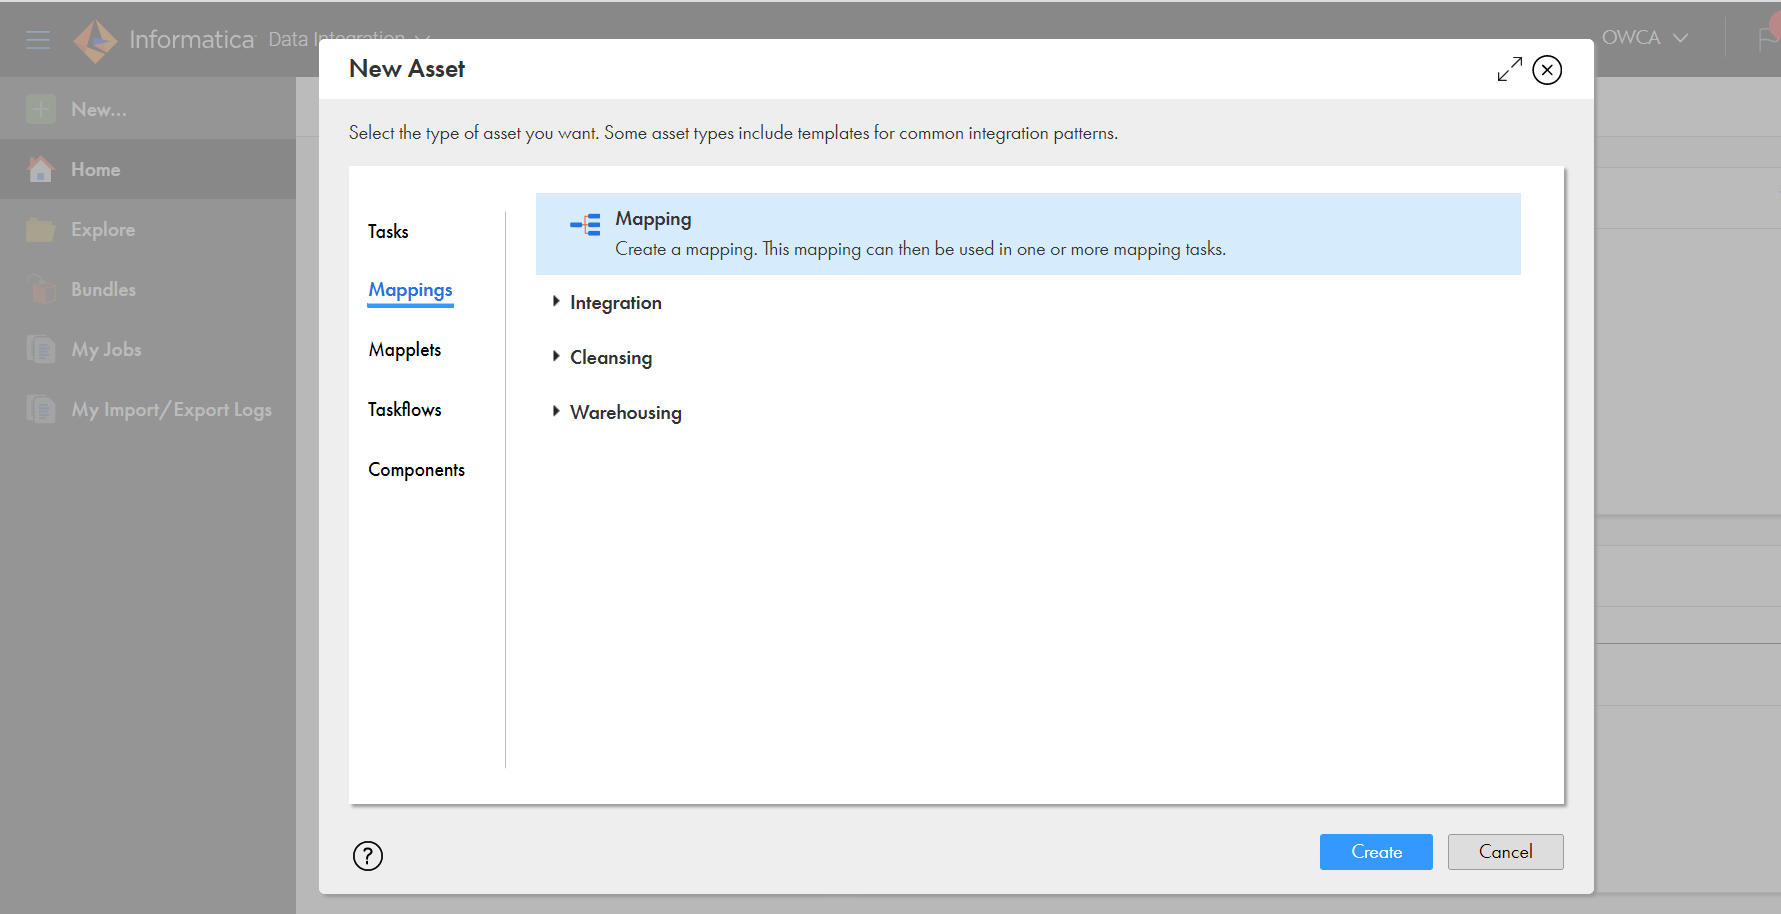 Informatica Data Integration
OWCA
New Asset
New...
Home
Explore
Bundles
My Jobs
My Import/Export Logs
Select the type of asset you want. Some asset types include templates for common integration patterns.
Tasks
Mappings
Mapplets
Taskflows
Components
Mapping
Create a mapping. This mapping can then be used in one or more mapping tasks.
Integration
Cleansing
Warehousing
?
Create
Cancel